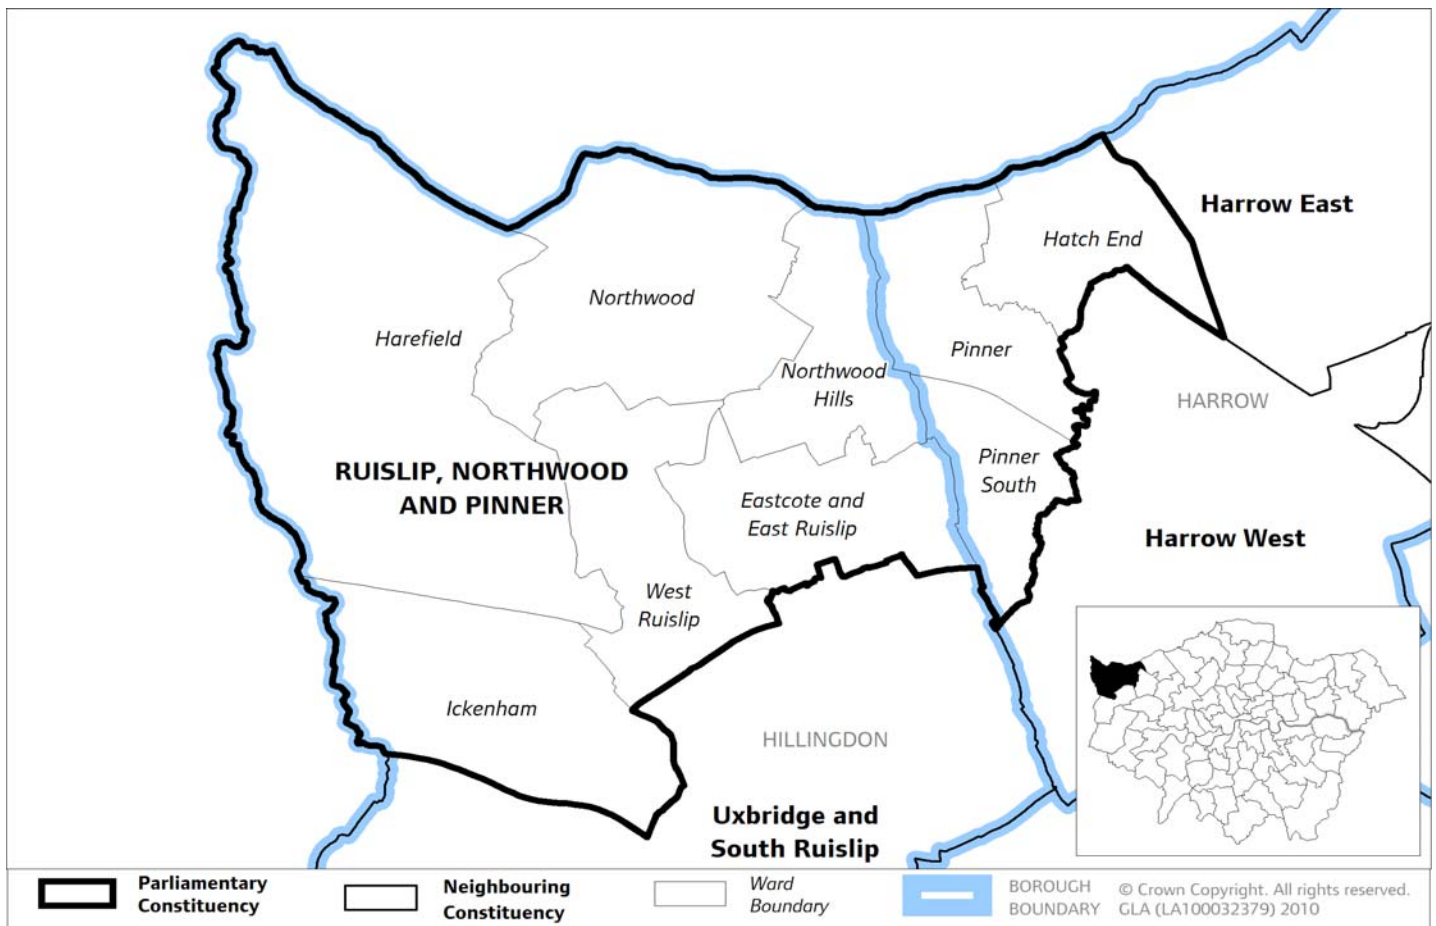 Harrow East
Hatch End
Northwood
Harefield
Pinner
Northwood
Hills
HARROW
RUISLIP, NORTHWOOD
AND PINNER
Pinner
South
Eastcote and
East Ruislip
Harrow West
West
Ruislip
Ickenham
HILLINGDON
Uxbridge and
South Ruislip
Parliamentary
Constituency
Neighbouring
Constituency
Ward
Boundary
BOROUGH
BOUNDARY
© Crown Copyright. All rights reserved.
GLA (LA100032379) 2010